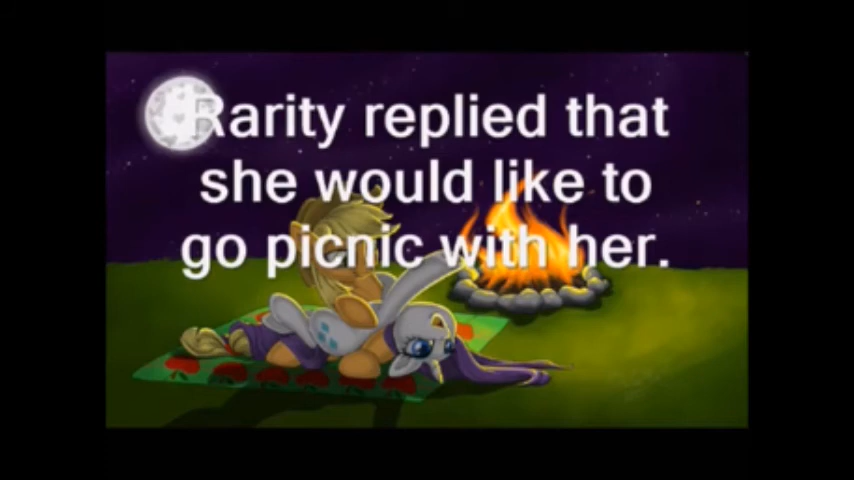 Rarity replied that
she would like to
go picnic with her.